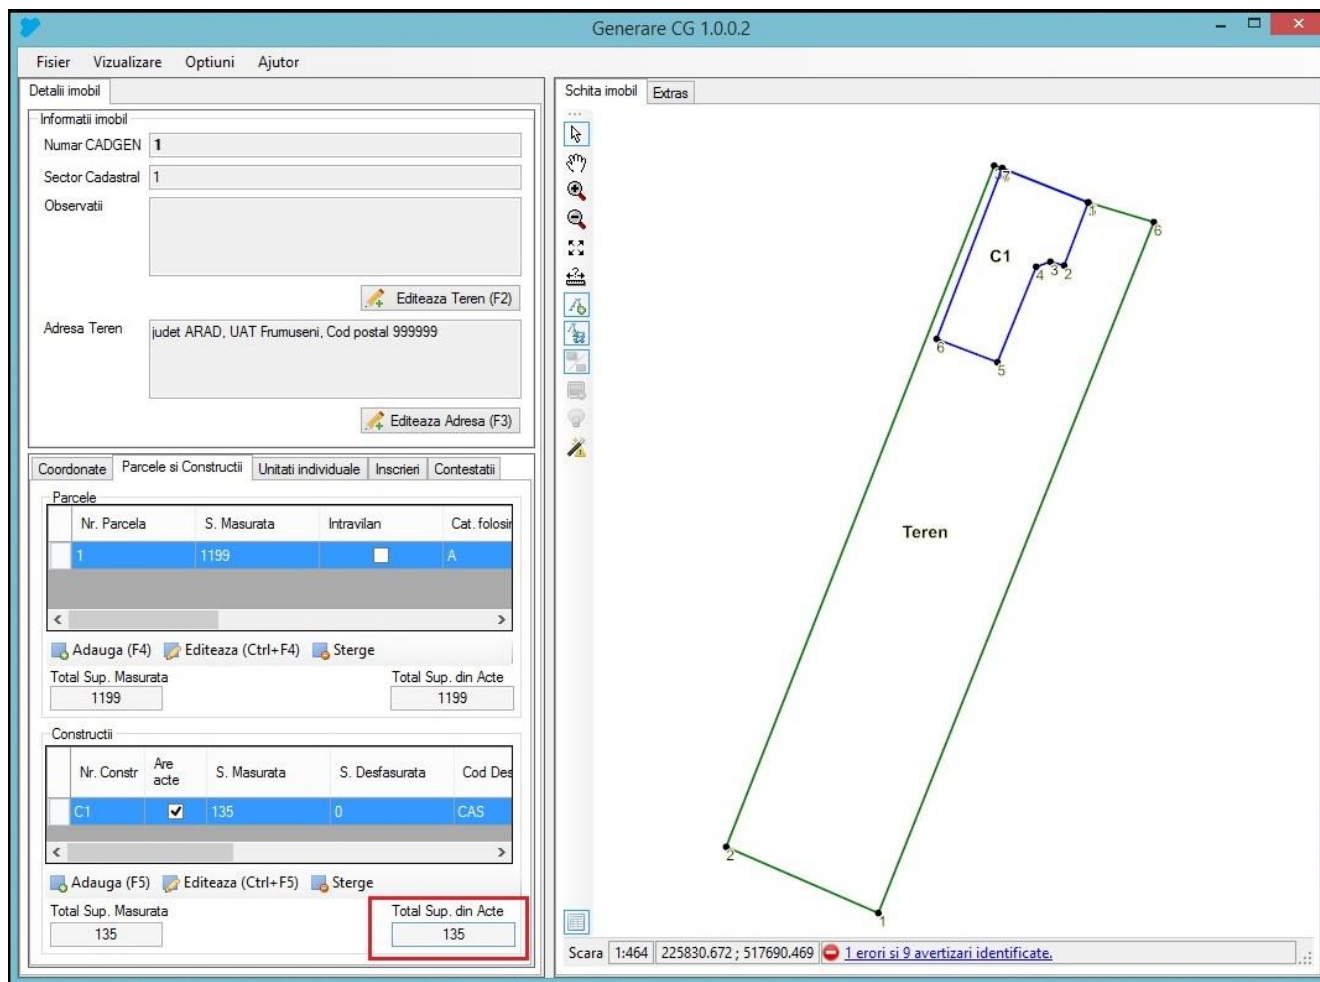 Generare CG 1.0.0.2
Fisier Vizualizare Optiuni Ajutor
Detalii imobil
Informatii imobil
Numar CADGEN 1
Sector Cadastral 1
Observatii
Editeaza Teren (F2)
Adresa Teren judet ARAD, UAT Frumuseni, Cod postal 999999
Editeaza Adresa (F3)
Coordonate Parcele si Constructii Unitati individuale Inscrieri Contestatii
Parcele
Nr. Parcela S. Masurata Intravilan Cat. folosir
1 1199 A
Adauga (F4) Editeaza (Ctrl+F4) Sterge
Total Sup. Masurata Total Sup. din Acte
1199 1199
Constructii
Nr. Constr Are acte S. Masurata S. Desfasurata Cod Des
C1 135 0 CAS
Adauga (F5) Editeaza (Ctrl+F5) Sterge
Total Sup. Masurata Total Sup. din Acte
135 135
Schita imobil Extras
7
6
C1
4 3 2
6
5
Teren
2
1
Scara 1:464 225830.672 ; 517690.469 1 erori si 9 avertizari identificate.